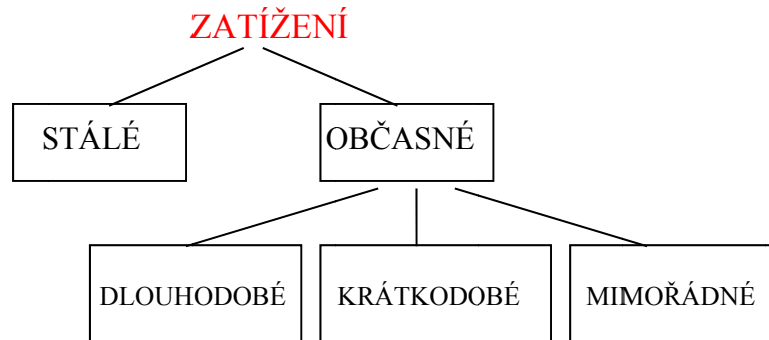 ZATÍŽENÍ
STÁLÉ
OBČASNÉ
DLOUHODOBÉ
KRÁTKODOBÉ
MIMOŘÁDNÉ